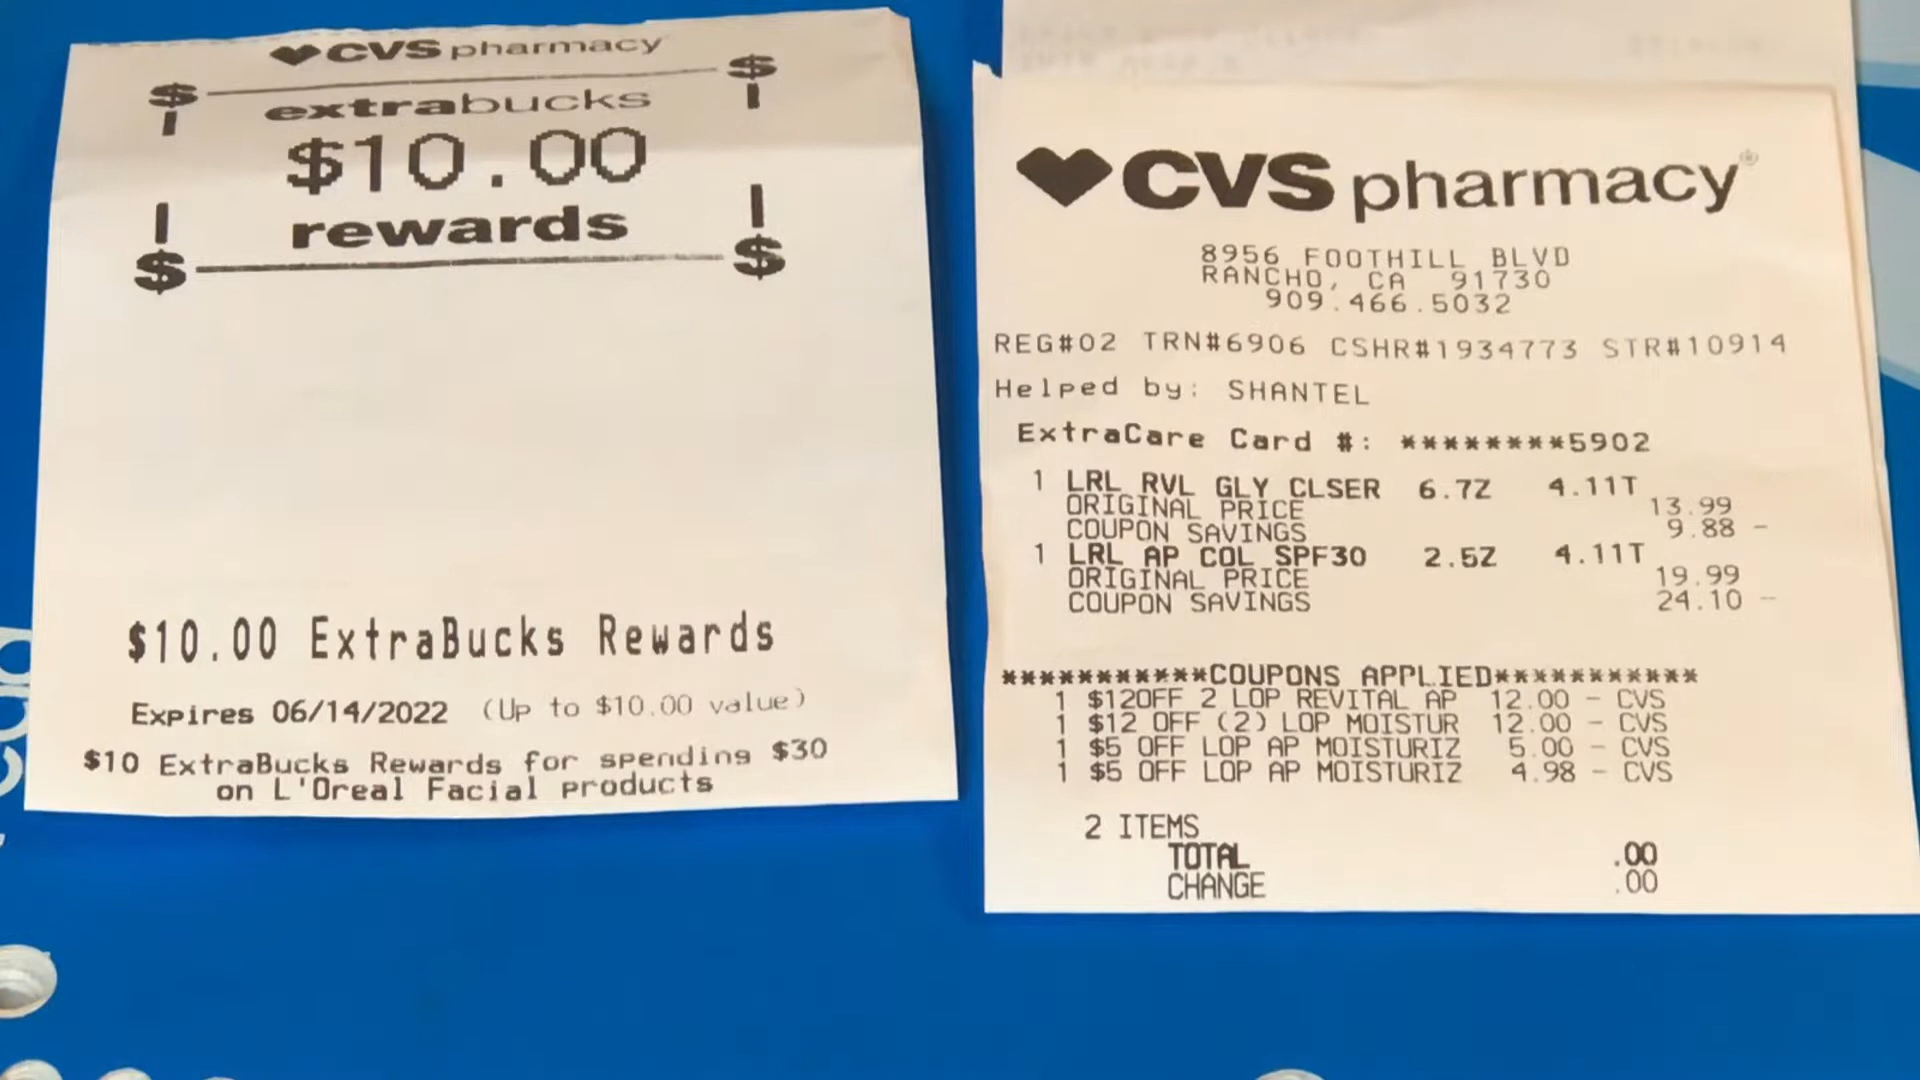 CVS pharmacy
$ $
extrabucks
$10.00
rewards
$ $
$10.00 ExtraBucks Rewards
Expires 06/14/2022 (Up to $10.00 value)
$10 ExtraBucks Rewards for spending $30
on L'Oreal Facial products
CVS pharmacy®
8956 FOOTHILL BLVD
RANCHO, CA 91730
909.466.5032
REG#02 TRN#6906 CSHR#1934773 STR#10914
Helped by: SHANTEL
ExtraCare Card #: ********5902
1 LRL RVL GLY CLSER 6.7Z 4.11T
ORIGINAL PRICE 13.99
COUPON SAVINGS 9.88 -
1 LRL AP COL SPF30 2.5Z 4.11T
ORIGINAL PRICE 19.99
COUPON SAVINGS 24.10 -
***********COUPONS APPLIED***********
1 $12OFF 2 LOP REVITAL AP 12.00 - CVS
1 $12 OFF (2) LOP MOISTUR 12.00 - CVS
1 $5 OFF LOP AP MOISTURIZ 5.00 - CVS
1 $5 OFF LOP AP MOISTURIZ 4.98 - CVS
2 ITEMS
TOTAL .00
CHANGE .00